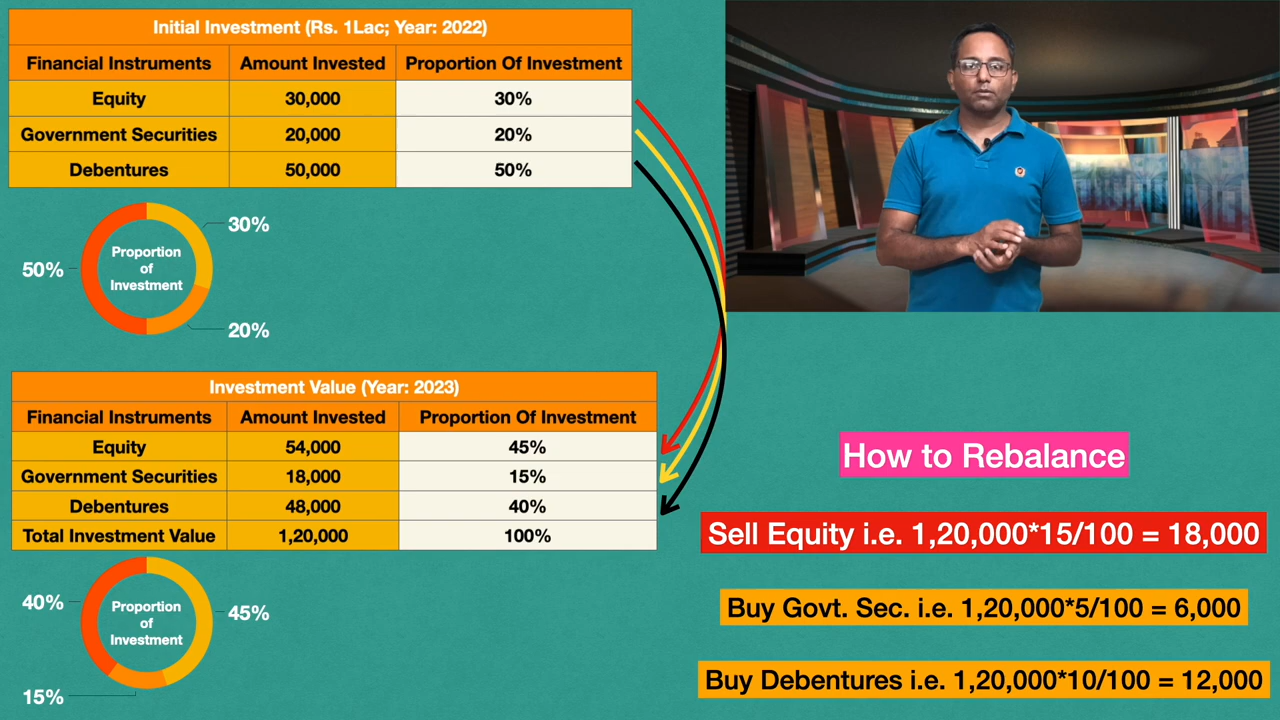 Initial Investment (Rs. 1Lac; Year: 2022)
Financial Instruments Amount Invested Proportion Of Investment
Equity 30,000 30%
Government Securities 20,000 20%
Debentures 50,000 50%
30%
Proportion
of
Investment
50%
20%
Investment Value (Year: 2023)
Financial Instruments Amount Invested Proportion Of Investment
Equity 54,000 45%
Government Securities 18,000 15%
Debentures 48,000 40%
Total Investment Value 1,20,000 100%
40%
Proportion
of
Investment
45%
15%
How to Rebalance
Sell Equity i.e. 1,20,000*15/100 = 18,000
Buy Govt. Sec. i.e. 1,20,000*5/100 = 6,000
Buy Debentures i.e. 1,20,000*10/100 = 12,000